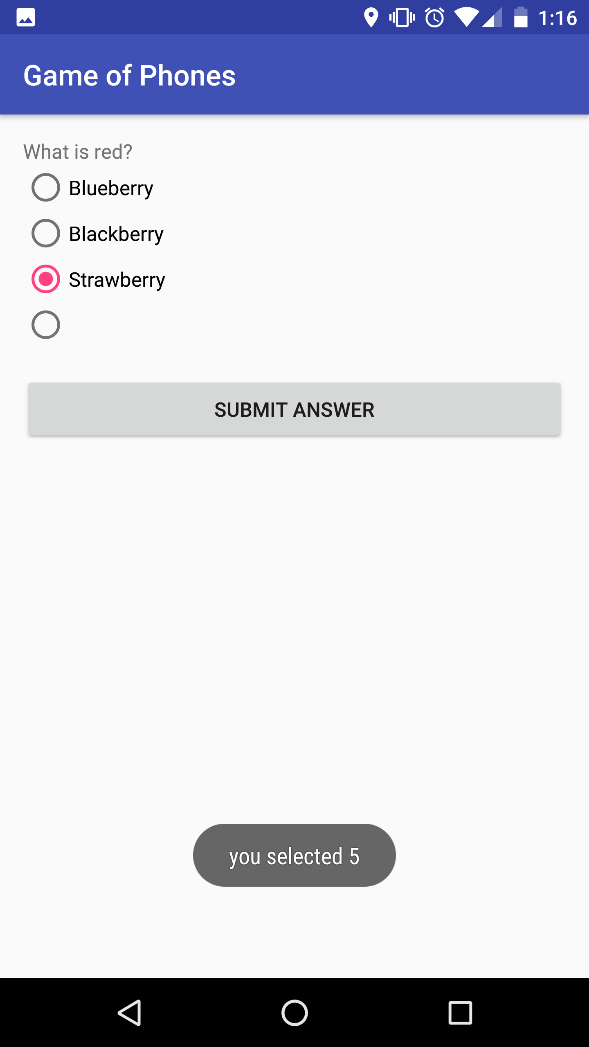 1:16
Game of Phones
What is red?
Blueberry
Blackberry
Strawberry
SUBMIT ANSWER
you selected 5